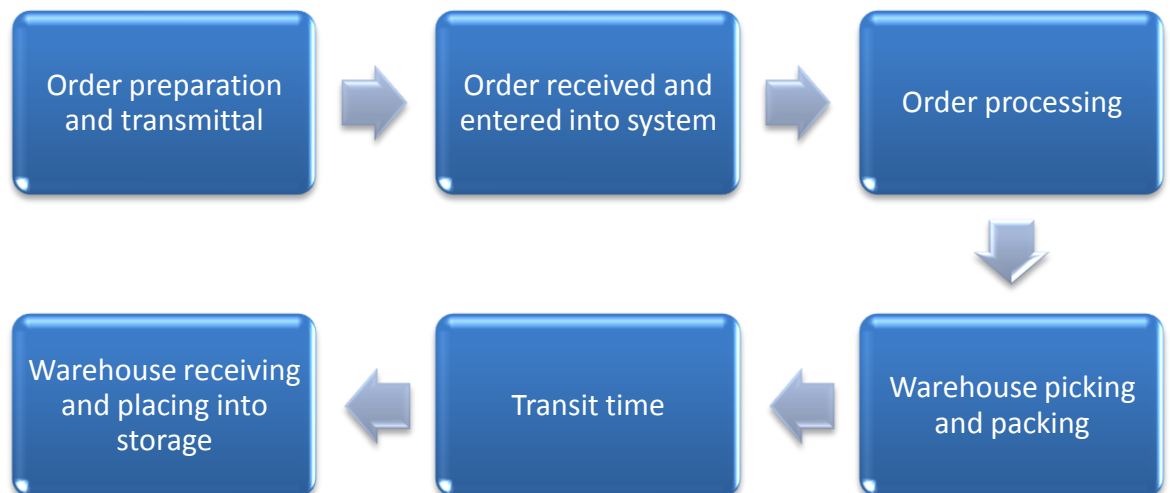 Order preparation
and transmittal
Order received and
entered into system
Order processing
Warehouse picking
and packing
Transit time
Warehouse receiving
and placing into
storage